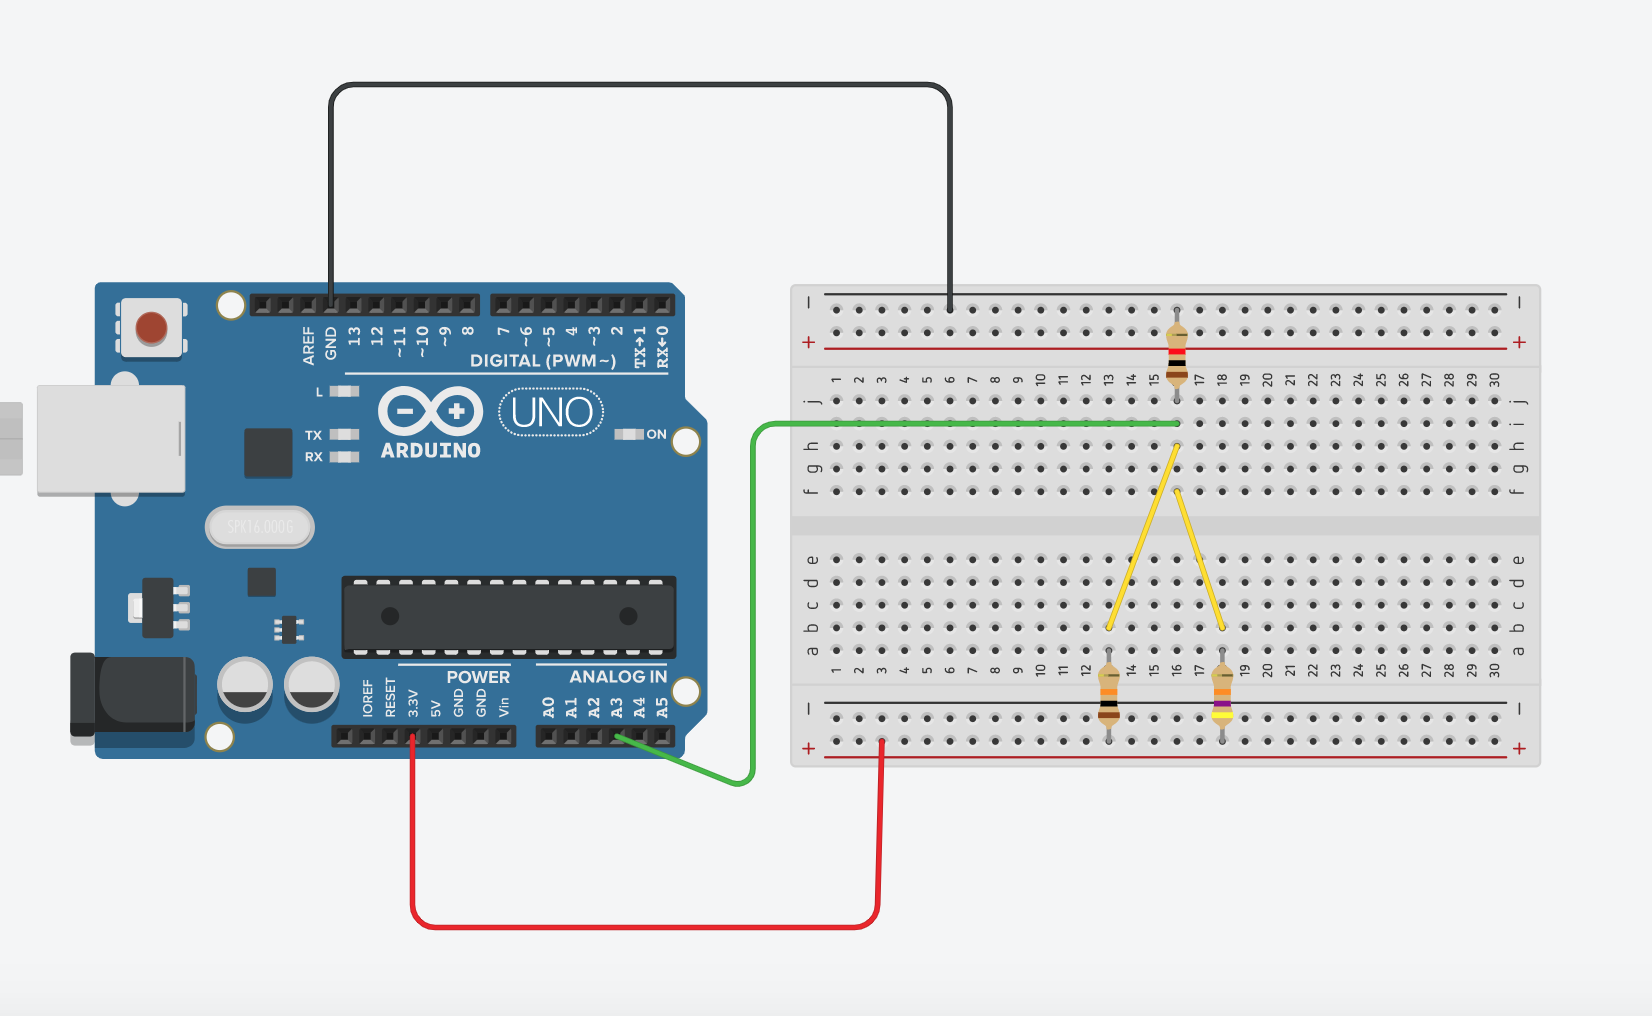 AREF
GND
13
12
~11
~10
~9
8
7
~6
~5
4
~3
2
TX→1
RX←0
DIGITAL (PWM~)
L
TX
RX
UNO
ON
ARDUINO
SPK16.000G
POWER
ANALOG IN
IOREF
RESET
3.3V
5V
GND
GND
Vin
A0
A1
A2
A3
A4
A5
− −
+ +
1 2 3 4 5 6 7 8 9 10 11 12 13 14 15 17 18 19 20 21 22 23 24 25 26 27 28 29 30
j j
i i
h h
g g
f f
e e
d d
c c
b b
a a
1 2 3 4 5 6 7 8 9 10 11 12 14 15 16 17 19 20 21 22 23 24 25 26 27 28 29 30
− −
+ +